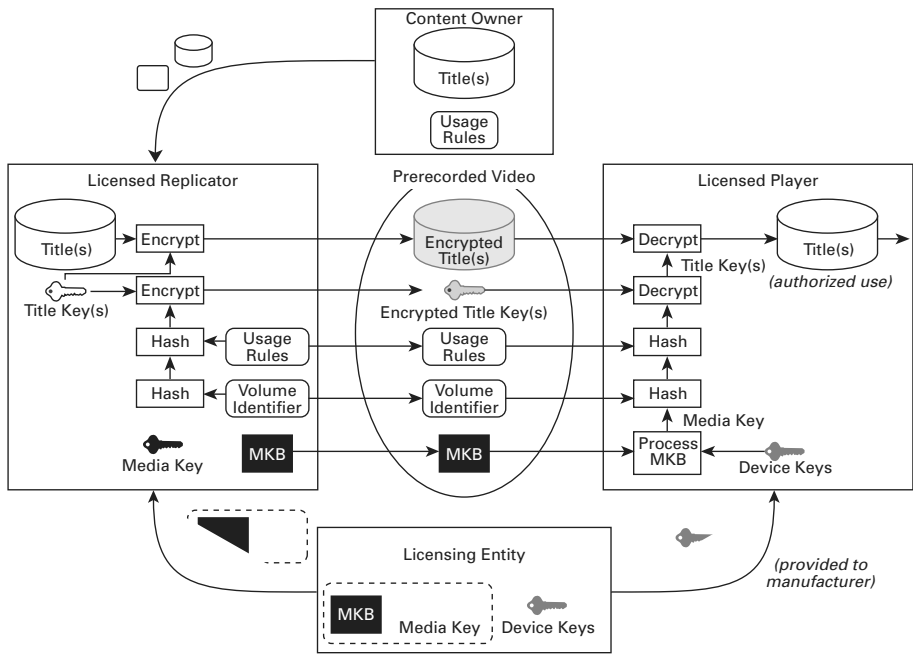 Content Owner
Title(s)
Usage
Rules
Licensed Replicator
Title(s)
Encrypt
Title Key(s)
Encrypt
Hash
Usage
Rules
Hash
Volume
Identifier
Media Key
MKB
Prerecorded Video
Encrypted
Title(s)
Encrypted Title Key(s)
Usage
Rules
Volume
Identifier
MKB
Licensed Player
Decrypt
Title(s)
Title Key(s)
(authorized use)
Decrypt
Hash
Hash
Media Key
Process
MKB
Device Keys
Licensing Entity
MKB
Media Key
Device Keys
(provided to
manufacturer)